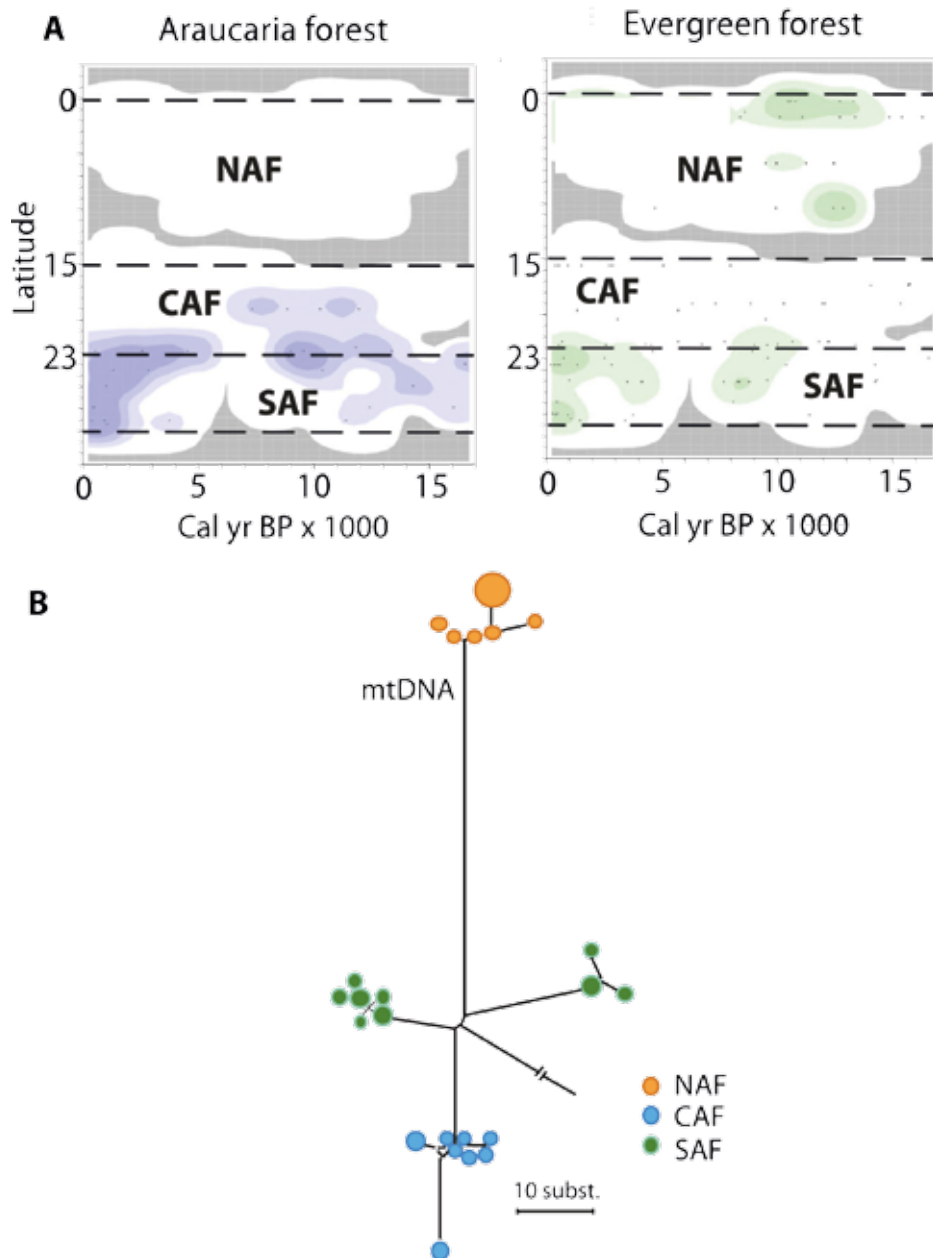 A
Araucaria forest
Evergreen forest
Latitude
0
15
23
NAF
CAF
SAF
0 5 10 15
Cal yr BP x 1000
0
15
23
NAF
CAF
SAF
0 5 10 15
Cal yr BP x 1000
B
mtDNA
NAF
CAF
SAF
10 subst.